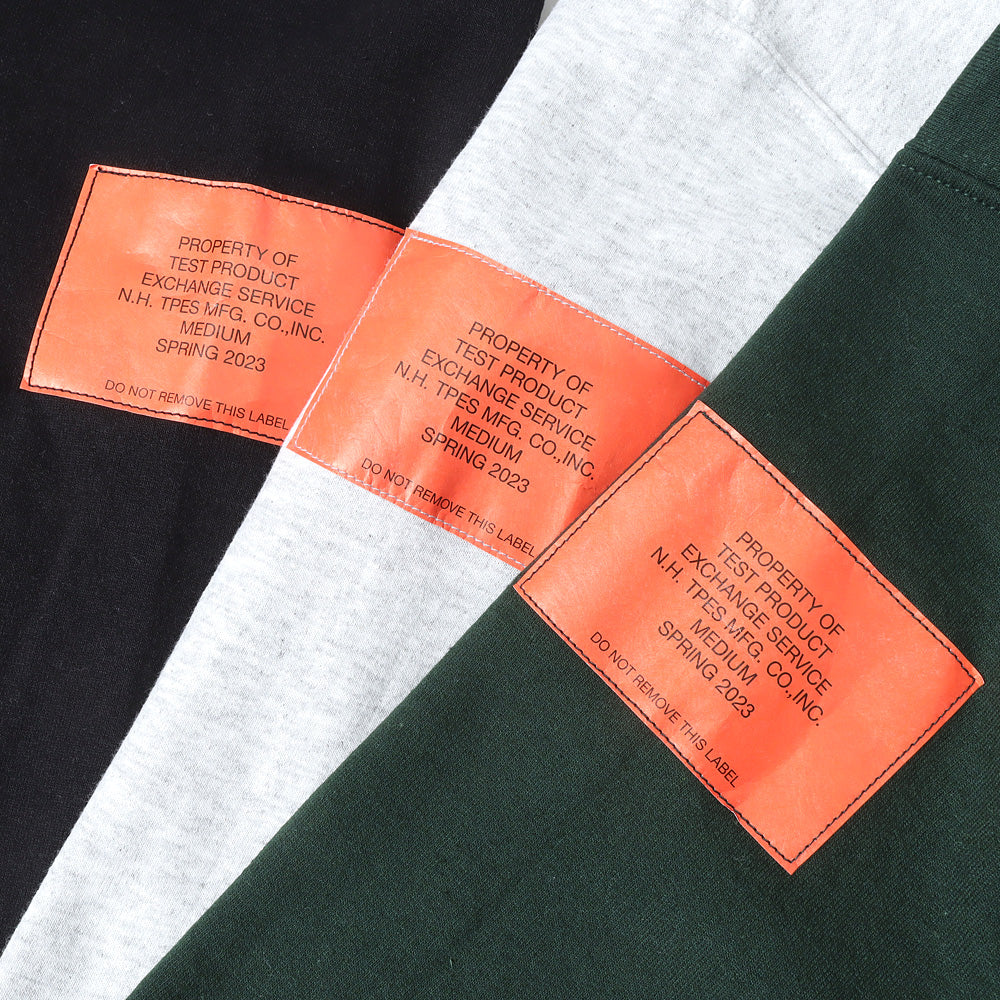 PROPERTY OF
TEST PRODUCT
EXCHANGE SERVICE
N.H. TPES MFG. CO.,INC.
MEDIUM
SPRING 2023
DO NOT REMOVE THIS LABEL
PROPERTY OF
TEST PRODUCT
EXCHANGE SERVICE
N.H. TPES MFG. CO.,INC.
MEDIUM
SPRING 2023
DO NOT REMOVE THIS LABEL
PROPERTY OF
TEST PRODUCT
EXCHANGE SERVICE
N.H. TPES MFG. CO.,INC.
MEDIUM
SPRING 2023
DO NOT REMOVE THIS LABEL